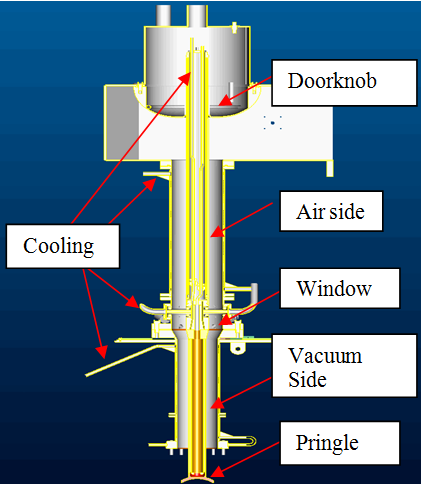 Doorknob
Air side
Cooling
Window
Vacuum
Side
Pringle